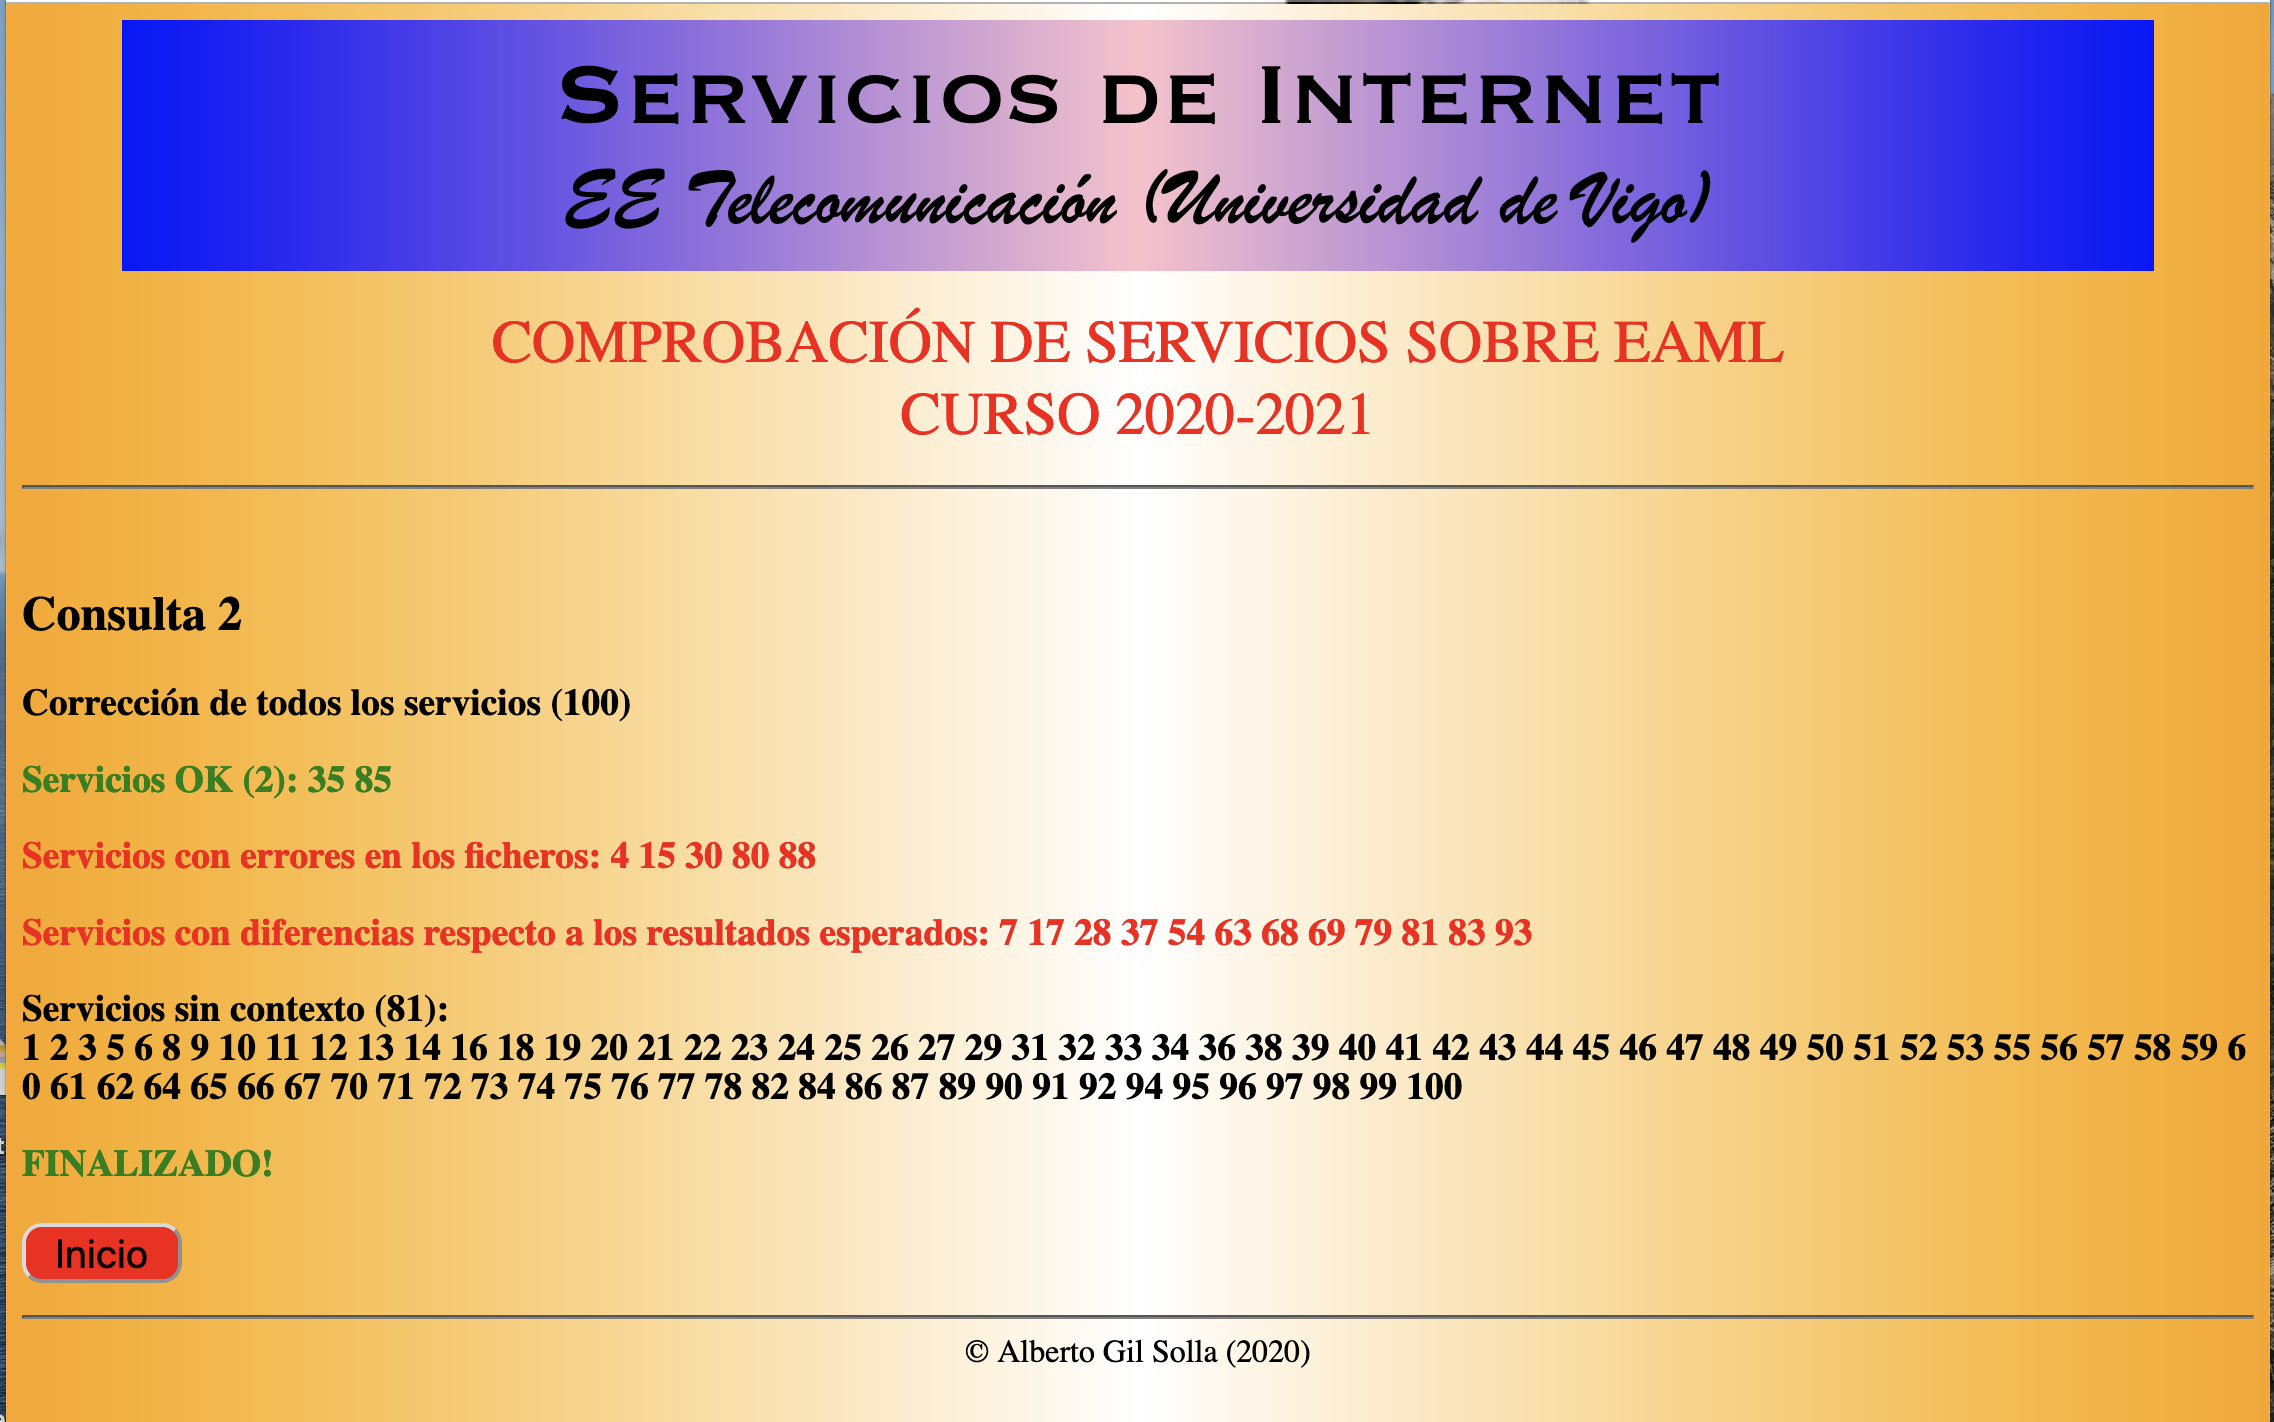 SERVICIOS DE INTERNET
EE Telecomunicación (Universidad de Vigo)
COMPROBACIÓN DE SERVICIOS SOBRE EAML
CURSO 2020-2021
Consulta 2
Corrección de todos los servicios (100)
Servicios OK (2): 35 85
Servicios con errores en los ficheros: 4 15 30 80 88
Servicios con diferencias respecto a los resultados esperados: 7 17 28 37 54 63 68 69 79 81 83 93
Servicios sin contexto (81):
1 2 3 5 6 8 9 10 11 12 13 14 16 18 19 20 21 22 23 24 25 26 27 29 31 32 33 34 36 38 39 40 41 42 43 44 45 46 47 48 49 50 51 52 53 55 56 57 58 59 6
0 61 62 64 65 66 67 70 71 72 73 74 75 76 77 78 82 84 86 87 89 90 91 92 94 95 96 97 98 99 100
FINALIZADO!
Inicio
© Alberto Gil Solla (2020)